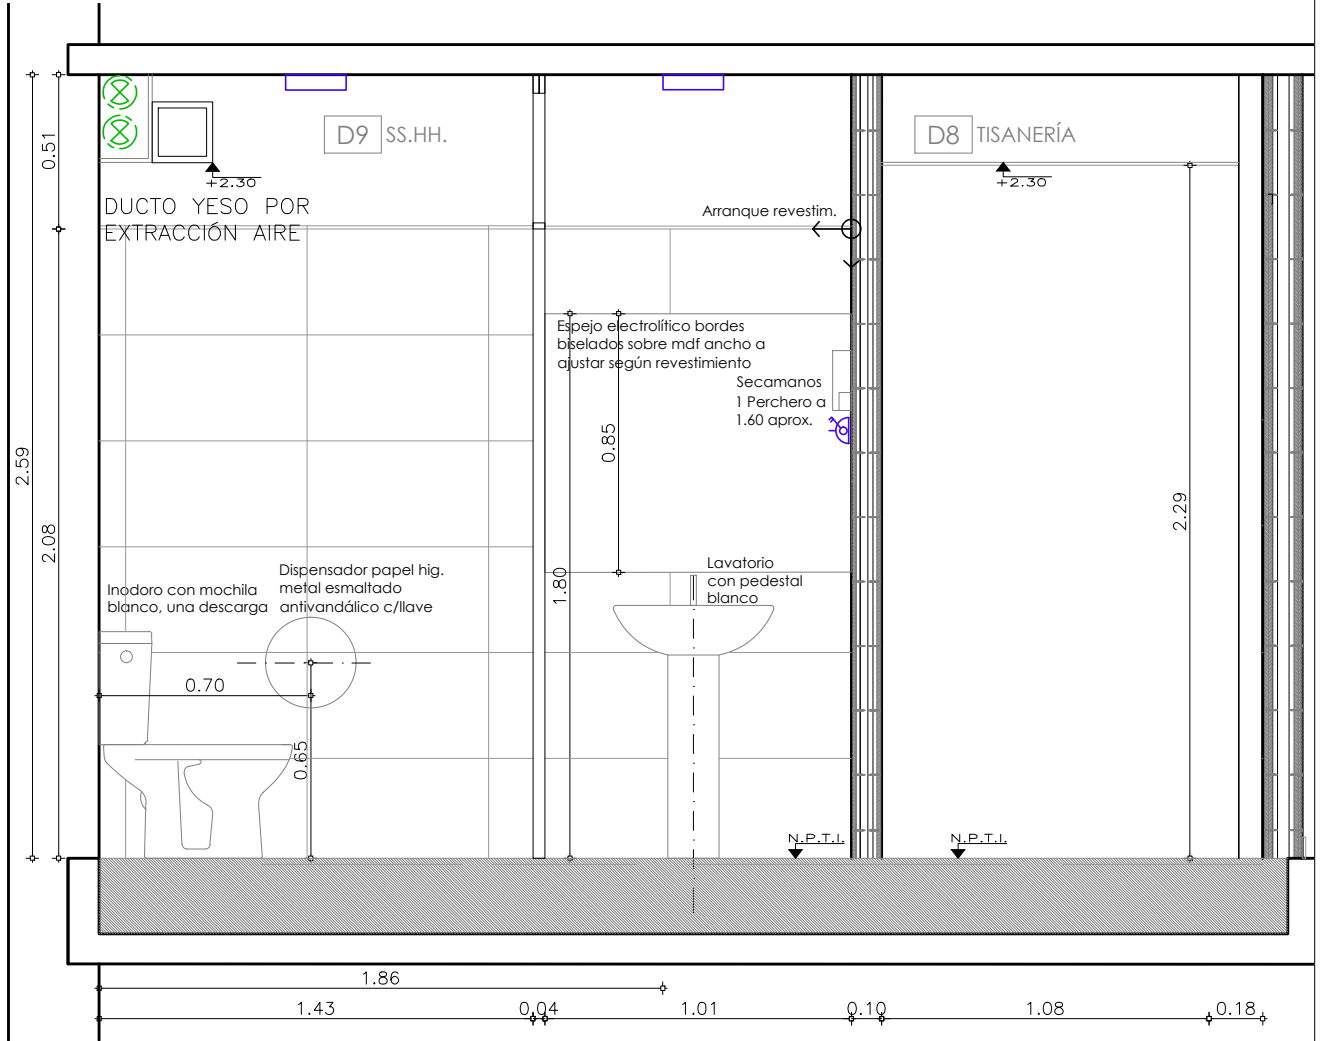 D9 SS.HH.
D8 TISANERÍA
0.51
+2.30
+2.30
DUCTO YESO POR
EXTRACCIÓN AIRE
Arranque revestim.
Espejo electrolítico bordes
biselados sobre mdf ancho a
ajustar según revestimiento
Secamanos
1 Perchero a
1.60 aprox.
0.85
2.59
2.08
2.29
1.80
Inodoro con mochila
blanco, una descarga
Dispensador papel hig.
metal esmaltado
antivandálico c/llave
Lavatorio
con pedestal
blanco
0.70
0.65
N.P.T.I.
N.P.T.I.
1.86
1.43
0.04
1.01
0.10
1.08
0.18